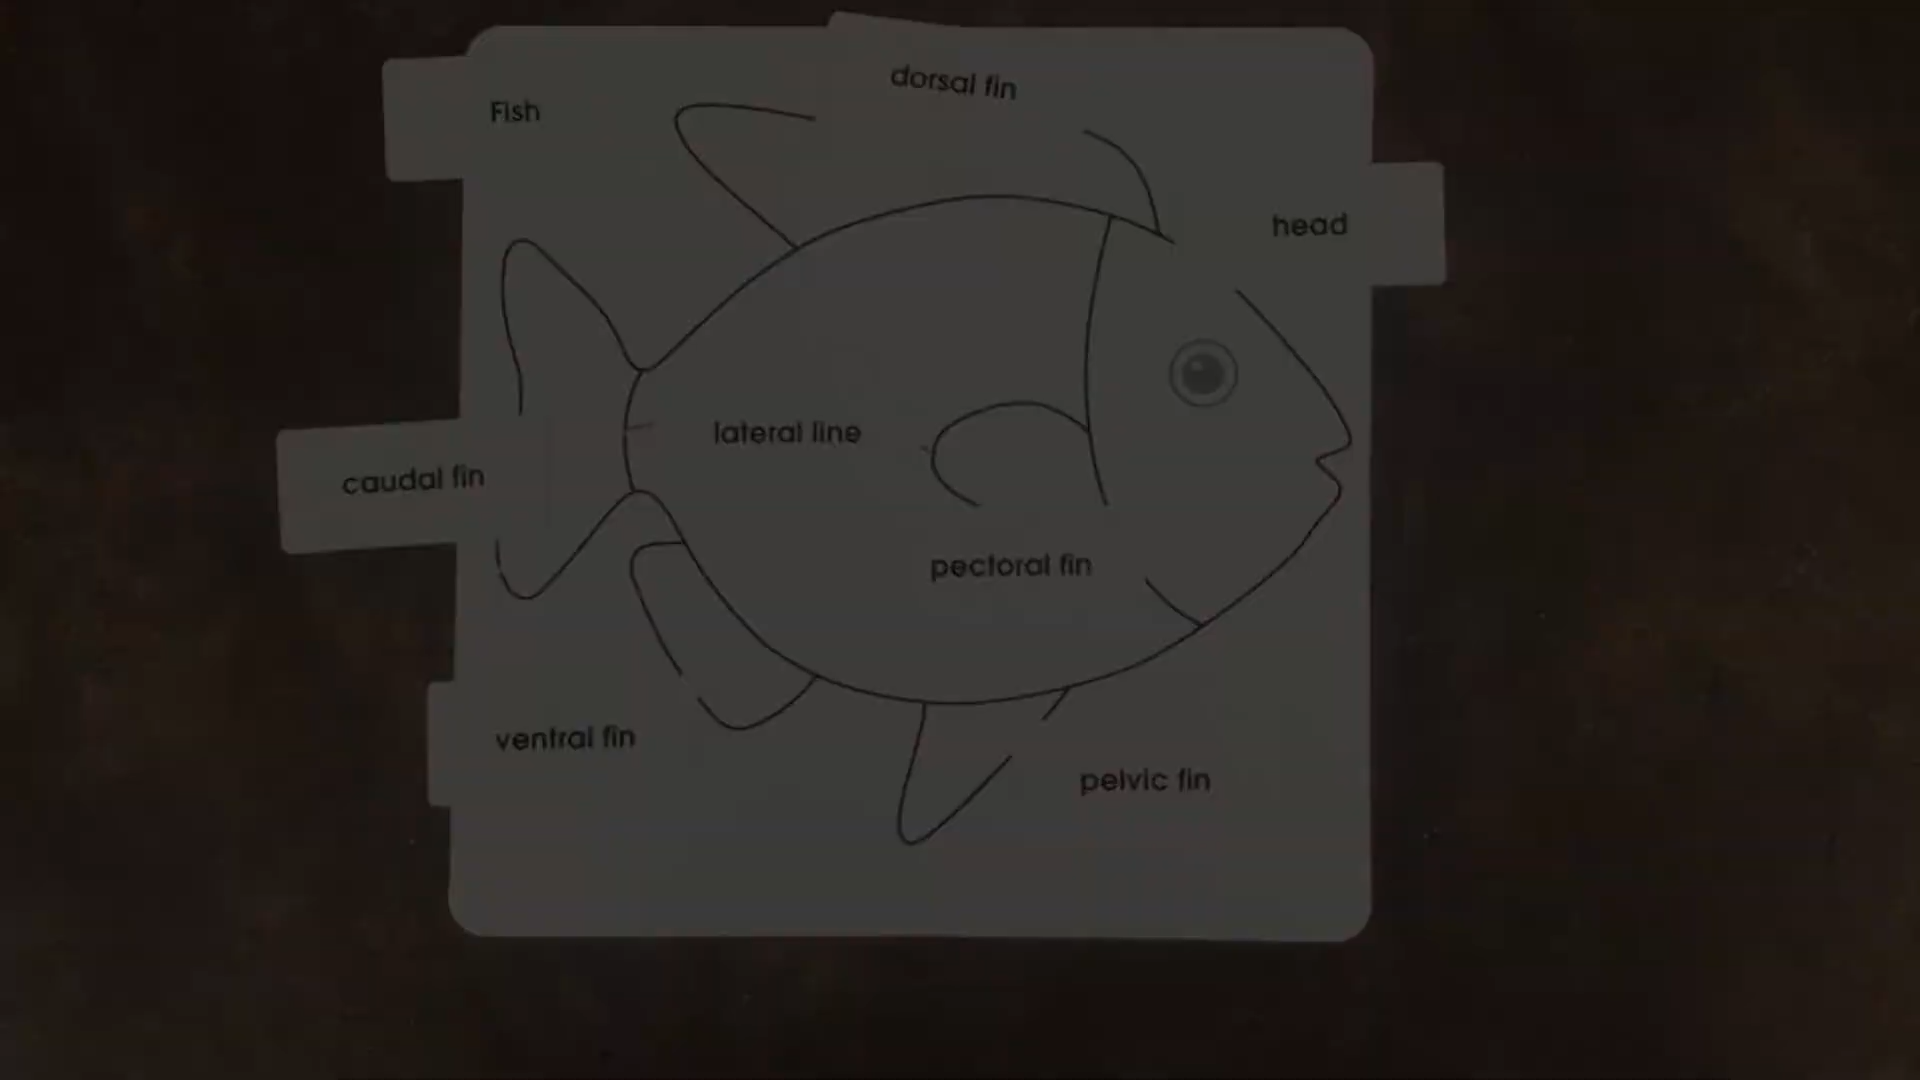 dorsal fin
Fish
head
lateral line
caudal fin
pectoral fin
ventral fin
pelvic fin